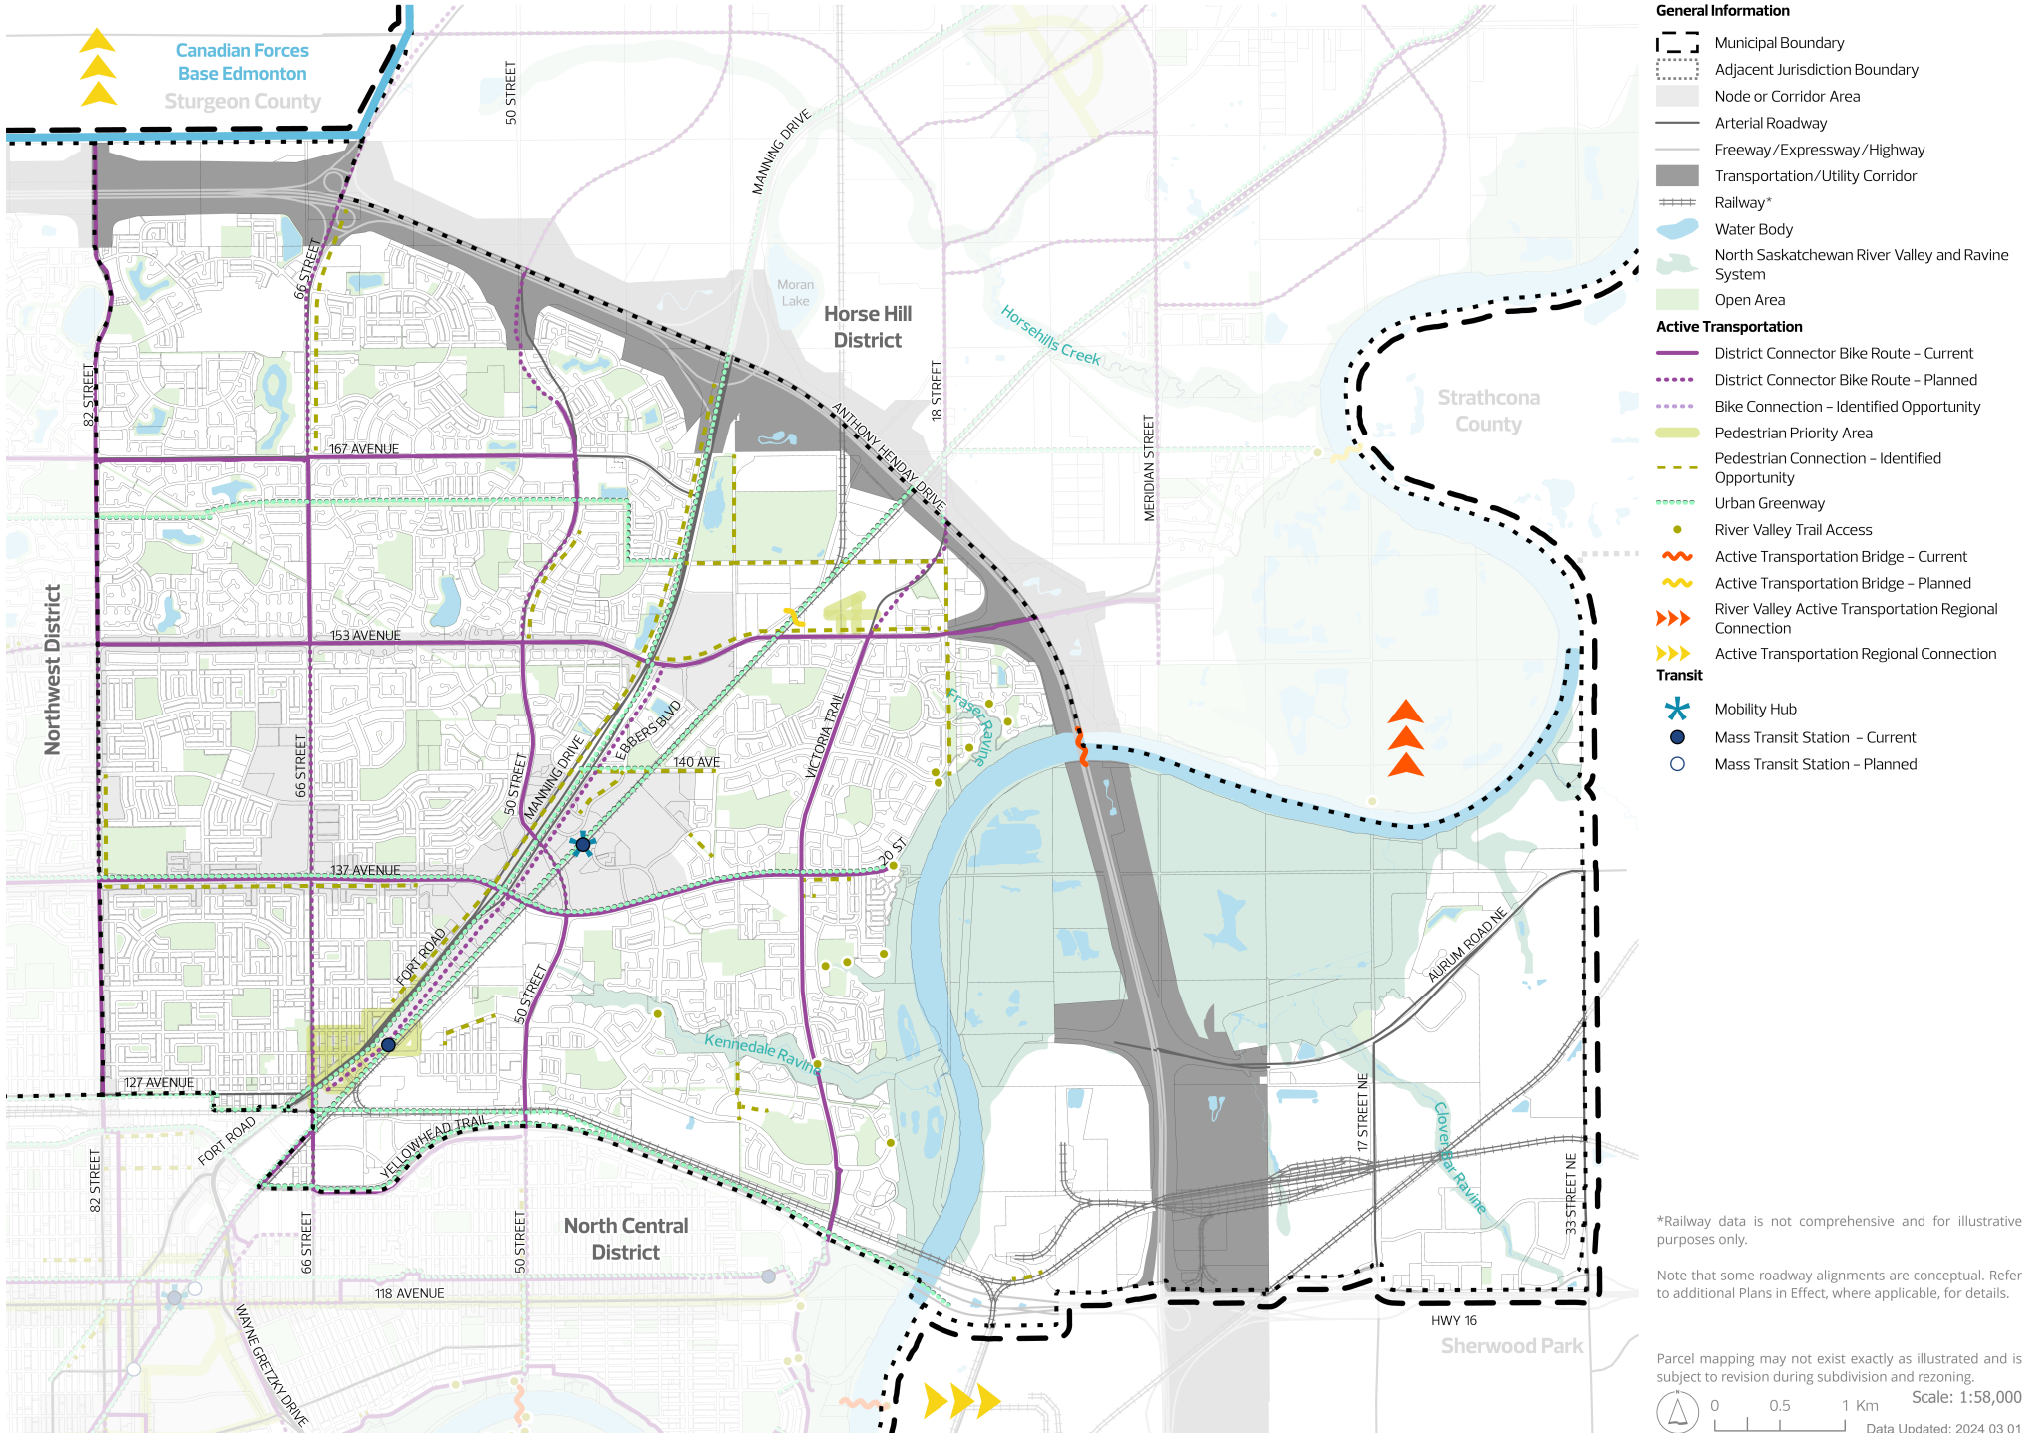 Canadian Forces
Base Edmonton
Sturgeon County
50 STREET
MANNING DRIVE
66 STREET
Moran
Lake
Horse Hill
District
Horsehills Creek
82 STREET
18 STREET
ANTHONY HENDAY DRIVE
MERIDIAN STREET
Strathcona
County
167 AVENUE
Northwest District
153 AVENUE
66 STREET
50 STREET
MANNING DRIVE
EBBERS BLVD
140 AVE
VICTORIA TRAIL
Fraser Ravine
137 AVENUE
20 ST
FORT ROAD
50 STREET
AURUM ROAD NE
Kennedale Ravine
127 AVENUE
FORT ROAD
YELLOWHEAD TRAIL
82 STREET
66 STREET
50 STREET
17 STREET NE
Clover Bar Ravine
33 STREET NE
North Central
District
118 AVENUE
WAYNE GRETZKY DRIVE
HWY 16
Sherwood Park
General Information
Municipal Boundary
Adjacent Jurisdiction Boundary
Node or Corridor Area
Arterial Roadway
Freeway/Expressway/Highway
Transportation/Utility Corridor
Railway*
Water Body
North Saskatchewan River Valley and Ravine
System
Open Area
Active Transportation
District Connector Bike Route – Current
District Connector Bike Route – Planned
Bike Connection – Identified Opportunity
Pedestrian Priority Area
Pedestrian Connection – Identified
Opportunity
Urban Greenway
River Valley Trail Access
Active Transportation Bridge – Current
Active Transportation Bridge – Planned
River Valley Active Transportation Regional
Connection
Active Transportation Regional Connection
Transit
Mobility Hub
Mass Transit Station – Current
Mass Transit Station – Planned
*Railway data is not comprehensive and for illustrative
purposes only.
Note that some roadway alignments are conceptual. Refer
to additional Plans in Effect, where applicable, for details.
Parcel mapping may not exist exactly as illustrated and is
subject to revision during subdivision and rezoning.
N
Scale: 1:58,000
0 0.5 1 Km
Data Updated: 2024 03 01